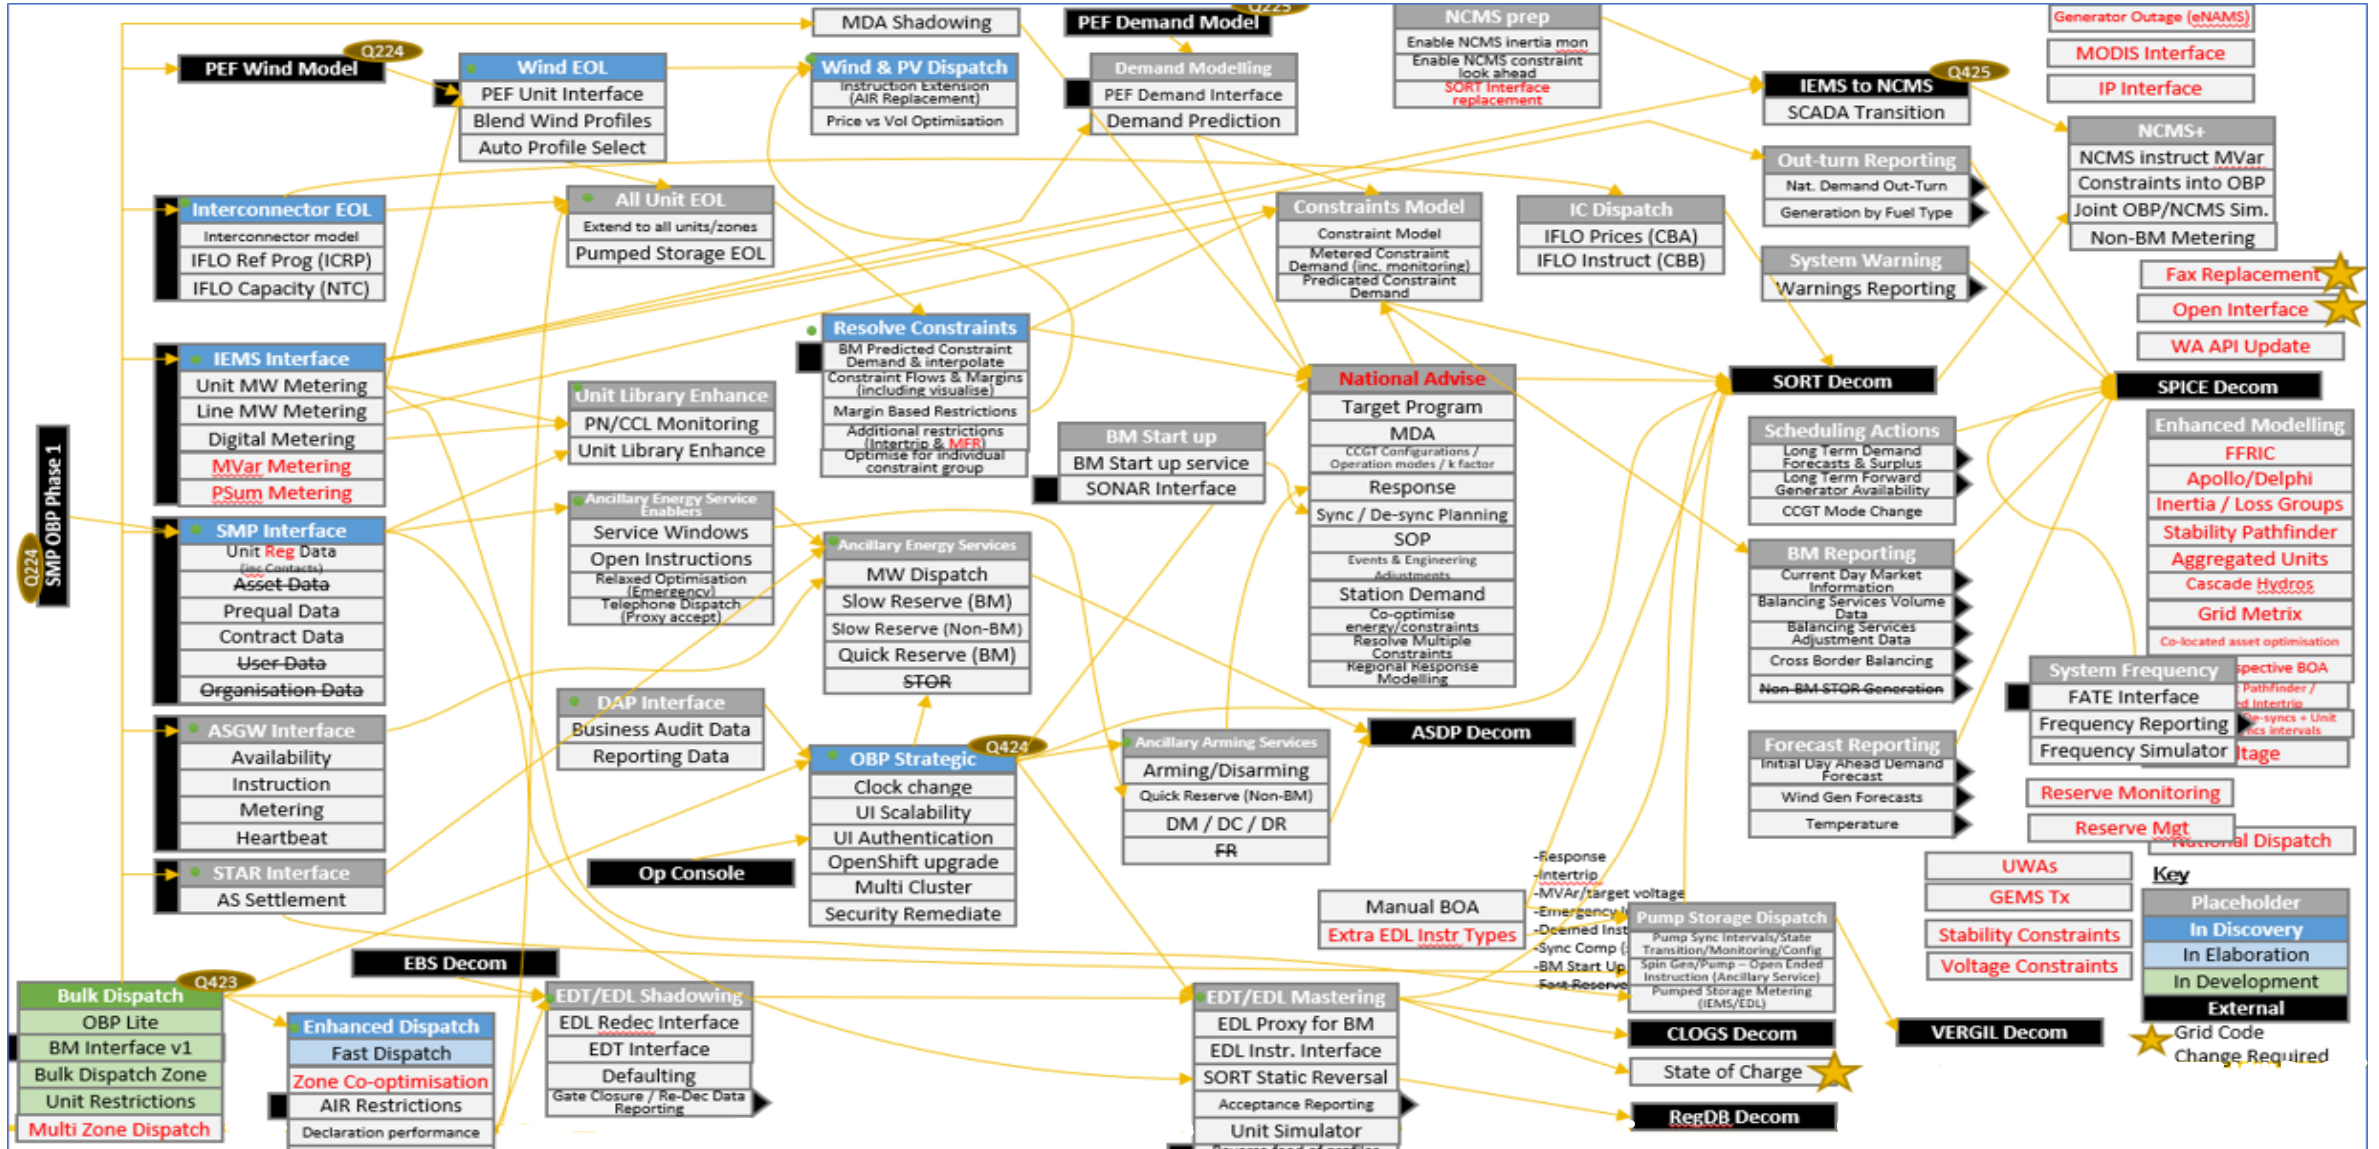 MDA Shadowing
Q224
PEF Wind Model
Wind EOL
PEF Unit Interface
Blend Wind Profiles
Auto Profile Select
Wind & PV Dispatch
Instruction Extension
(AIR Replacement)
Price vs Vol Optimisation
Q225
PEF Demand Model
Demand Modelling
PEF Demand Interface
Demand Prediction
NCMS prep
Enable NCMS inertia mon
Enable NCMS constraint
look ahead
SORT Interface
replacement
Q425
IEMS to NCMS
SCADA Transition
Generator Outage (eNAMS)
MODIS Interface
IP Interface
NCMS+
NCMS instruct MVar
Constraints into OBP
Joint OBP/NCMS Sim.
Non-BM Metering
Out-turn Reporting
Nat. Demand Out-Turn
Generation by Fuel Type
System Warning
Warnings Reporting
Fax Replacement
Open Interface
WA API Update
Interconnector EOL
Interconnector model
IFLO Ref Prog (ICRP)
IFLO Capacity (NTC)
All Unit EOL
Extend to all units/zones
Pumped Storage EOL
Constraints Model
Constraint Model
Metered Constraint
Demand (inc. monitoring)
Predicated Constraint
Demand
IC Dispatch
IFLO Prices (CBA)
IFLO Instruct (CBB)
IEMS Interface
Unit MW Metering
Line MW Metering
Digital Metering
MVar Metering
PSum Metering
Unit Library Enhance
PN/CCL Monitoring
Unit Library Enhance
Resolve Constraints
BM Predicted Constraint
Demand & interpolate
Constraint Flows & Margins
(including visualise)
Margin Based Restrictions
Additional restrictions
(Intertrip & MFR)
Optimise for individual
constraint group
BM Start up
BM Start up service
SONAR Interface
National Advise
Target Program
MDA
CCGT Configurations /
Operation modes / k factor
Response
Sync / De-sync Planning
SOP
Events & Engineering
Adjustments
Station Demand
Co-optimise
energy/constraints
Resolve Multiple
Constraints
Regional Response
Modelling
SORT Decom
SPICE Decom
Scheduling Actions
Long Term Demand
Forecasts & Surplus
Long Term Forward
Generator Availability
CCGT Mode Change
BM Reporting
Current Day Market
Information
Balancing Services Volume
Data
Balancing Services
Adjustment Data
Cross Border Balancing
Non-BM STOR Generation
Forecast Reporting
Initial Day Ahead Demand
Forecast
Wind Gen Forecasts
Temperature
Enhanced Modelling
FFRIC
Apollo/Delphi
Inertia / Loss Groups
Stability Pathfinder
Aggregated Units
Cascade Hydros
Grid Metrix
Co-located asset optimisation
spective BOA
Pathfinder /
ed Intertrip
De-syncs + Unit
ncs intervals
ltage
System Frequency
FATE Interface
Frequency Reporting
Frequency Simulator
Reserve Monitoring
Reserve Mgt
National Dispatch
UWAs
GEMS Tx
Stability Constraints
Voltage Constraints
SMP OBP Phase 1
Q224
SMP Interface
Unit Reg Data
(inc Contacts)
Asset Data
Prequal Data
Contract Data
User Data
Organisation Data
Ancillary Energy Service
Enablers
Service Windows
Open Instructions
Relaxed Optimisation
(Emergency)
Telephone Dispatch
(Proxy accept)
Ancillary Energy Services
MW Dispatch
Slow Reserve (BM)
Slow Reserve (Non-BM)
Quick Reserve (BM)
STOR
ASGW Interface
Availability
Instruction
Metering
Heartbeat
DAP Interface
Business Audit Data
Reporting Data
Q424
OBP Strategic
Clock change
UI Scalability
UI Authentication
OpenShift upgrade
Multi Cluster
Security Remediate
Ancillary Arming Services
Arming/Disarming
Quick Reserve (Non-BM)
DM / DC / DR
FR
ASDP Decom
STAR Interface
AS Settlement
Op Console
Manual BOA
Extra EDL Instr Types
-Response
-Intertrip
-MVAr/target voltage
-Emergency I
-Deemed Inst
-Sync Comp (
-BM Start Up
-Fast Reserve
Pump Storage Dispatch
Pump Sync Intervals/State
Transition/Monitoring/Config
Spin Gen/Pump – Open Ended
Instruction (Ancillary Service)
Pumped Storage Metering
(IEMS/EDL)
CLOGS Decom
State of Charge
RegDB Decom
VERGIL Decom
EBS Decom
Q423
Bulk Dispatch
OBP Lite
BM Interface v1
Bulk Dispatch Zone
Unit Restrictions
Multi Zone Dispatch
Enhanced Dispatch
Fast Dispatch
Zone Co-optimisation
AIR Restrictions
Declaration performance
EDT/EDL Shadowing
EDL Redec Interface
EDT Interface
Defaulting
Gate Closure / Re-Dec Data
Reporting
EDT/EDL Mastering
EDL Proxy for BM
EDL Instr. Interface
SORT Static Reversal
Acceptance Reporting
Unit Simulator
Key
Placeholder
In Discovery
In Elaboration
In Development
External
Grid Code
Change Required